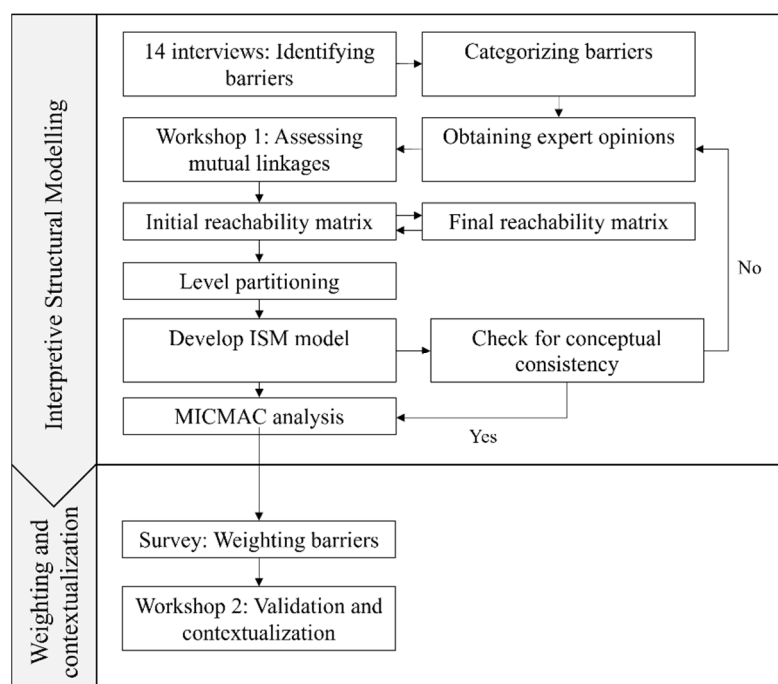 Interpretive Structural Modelling
14 interviews: Identifying
barriers
Categorizing barriers
Workshop 1: Assessing
mutual linkages
Obtaining expert opinions
Initial reachability matrix
Final reachability matrix
Level partitioning
No
Develop ISM model
Check for conceptual
consistency
MICMAC analysis
Yes
Weighting and
contextualization
Survey: Weighting barriers
Workshop 2: Validation and
contextualization